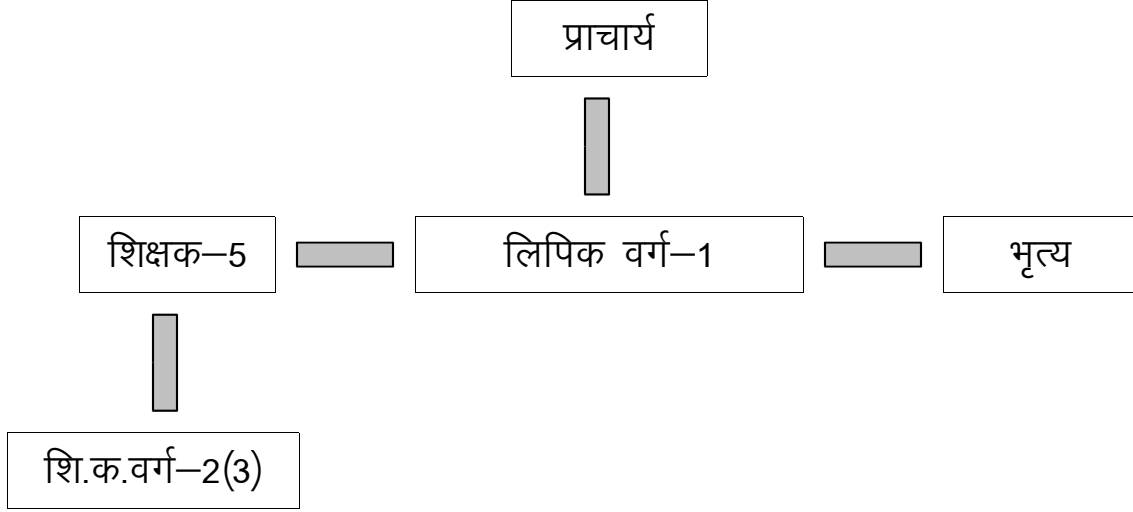 प्राचार्य
शिक्षक–5
लिपिक वर्ग–1
भृत्य
शि.क.वर्ग–2(3)